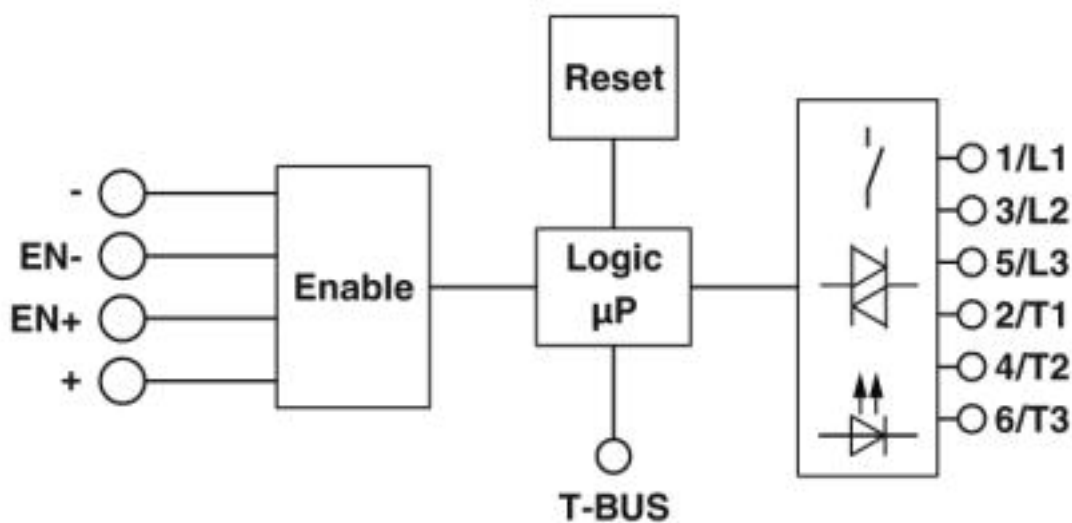 Reset
-
EN-
EN+
+
Enable
Logic
µP
T-BUS
1/L1
3/L2
5/L3
2/T1
4/T2
6/T3